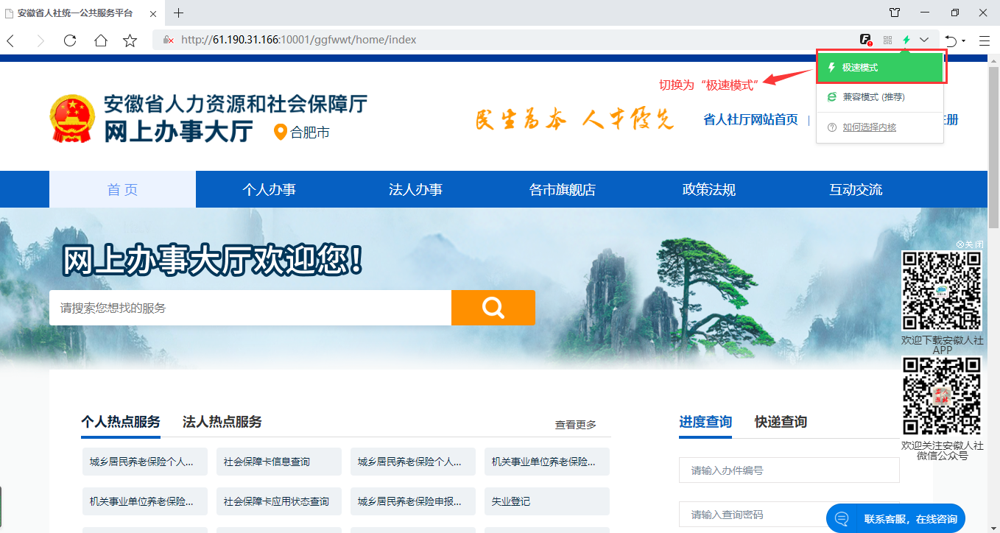 安徽省人社统一公共服务平台
http://61.190.31.166:10001/ggfwwt/home/index
极速模式
切换为“极速模式”
兼容模式 (推荐)
如何选择内核
安徽省人力资源和社会保障厅
网上办事大厅
合肥市
民生为本 人才优先
省人社厅网站首页
|
册
首 页
个人办事
法人办事
各市旗舰店
政策法规
互动交流
网上办事大厅欢迎您!
请搜索您想找的服务
关闭
欢迎下载安徽人社
APP
欢迎关注安徽人社
微信公众号
个人热点服务
法人热点服务
查看更多
进度查询
快递查询
城乡居民养老保险个人...
社会保障卡信息查询
城乡居民养老保险个人...
机关事业单位养老保险...
请输入办件编号
机关事业单位养老保险...
社会保障卡应用状态查询
城乡居民养老保险申报...
失业登记
请输入查询密码
联系客服，在线咨询